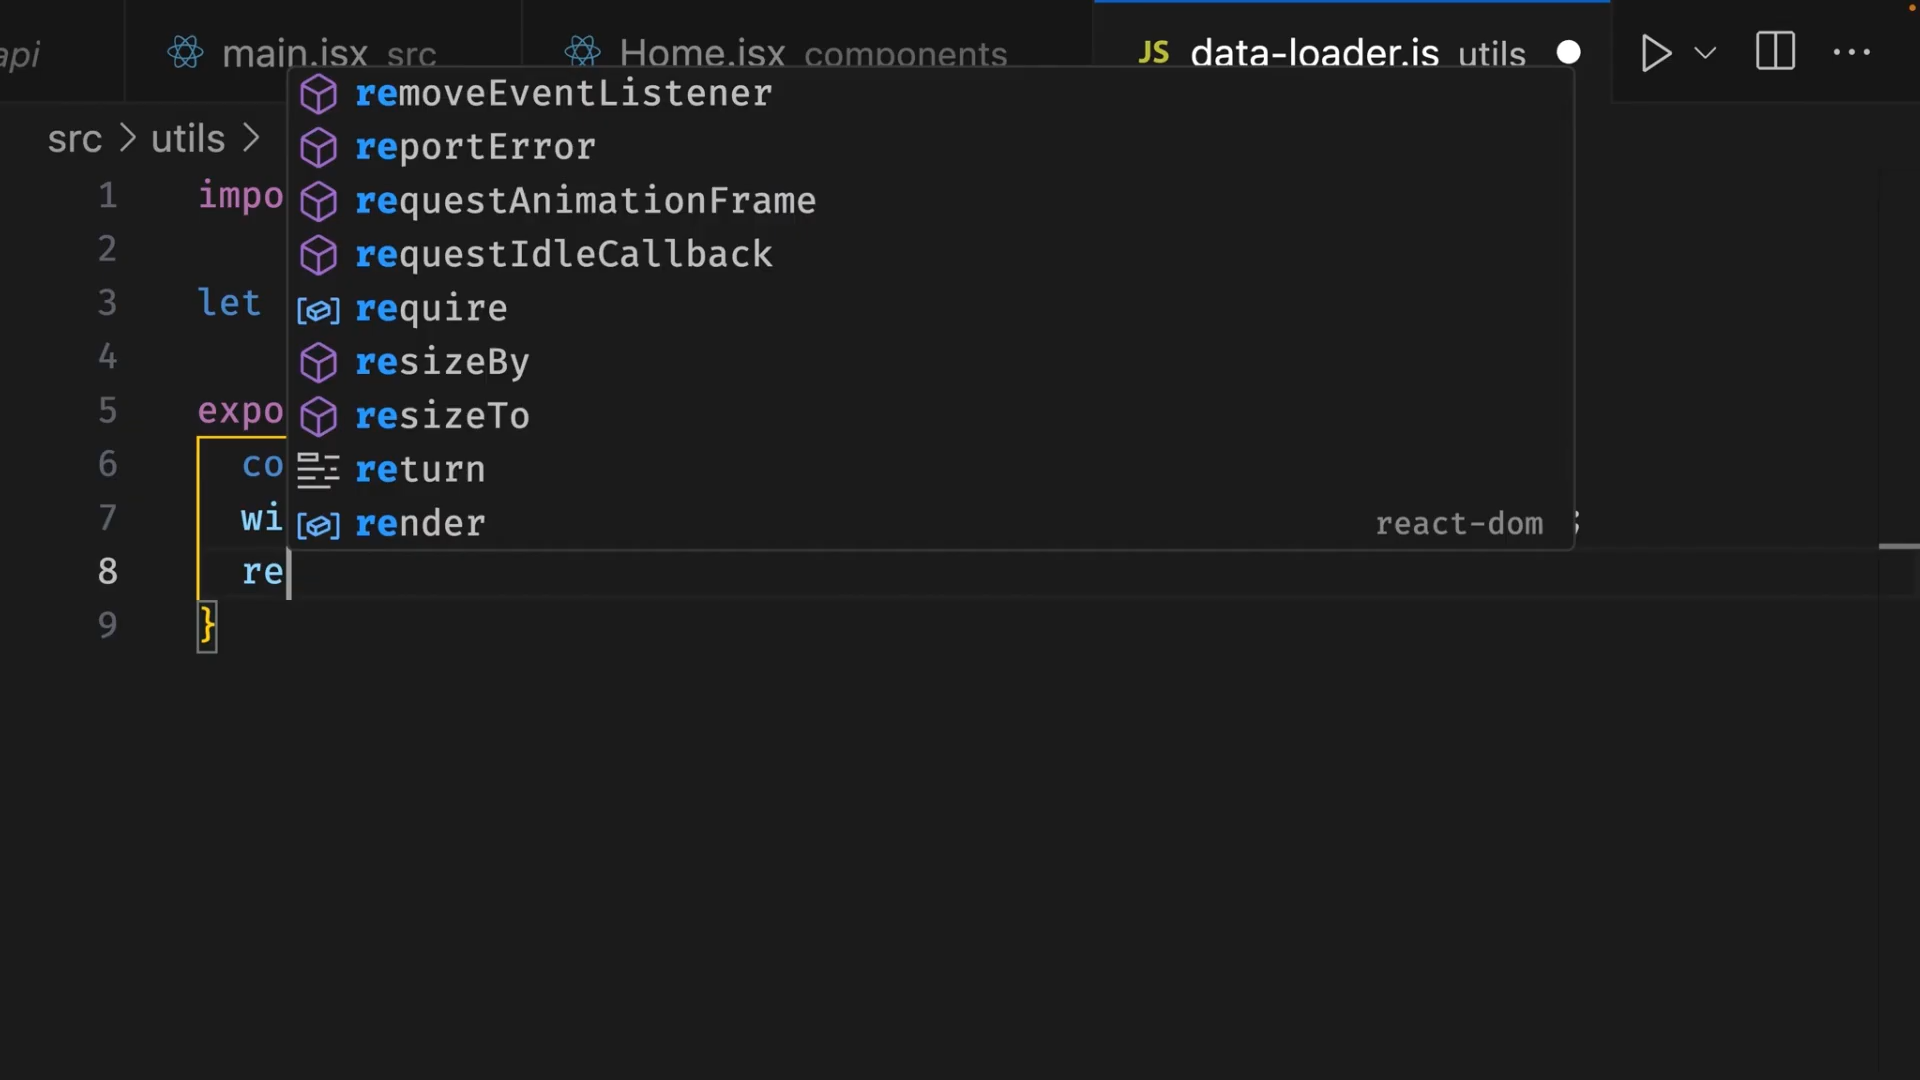 api
main.jsx src
Home.jsx components
JS data-loader.js utils
src > utils >
removeEventListener
reportError
requestAnimationFrame
requestIdleCallback
require
resizeBy
resizeTo
return
render react-dom
1 impo
2
3 let
4
5 expo
6 co
7 wi ;
8 re
9 }